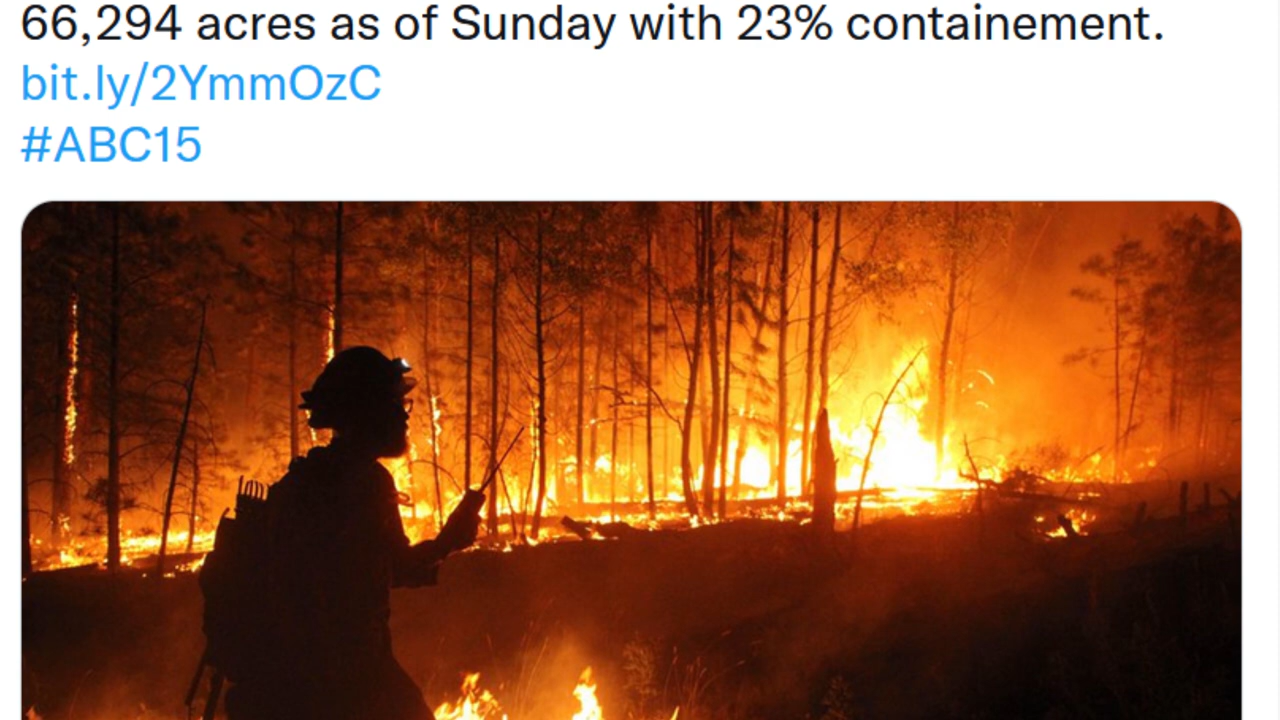 66,294 acres as of Sunday with 23% containement.
bit.ly/2YmmOzC
#ABC15